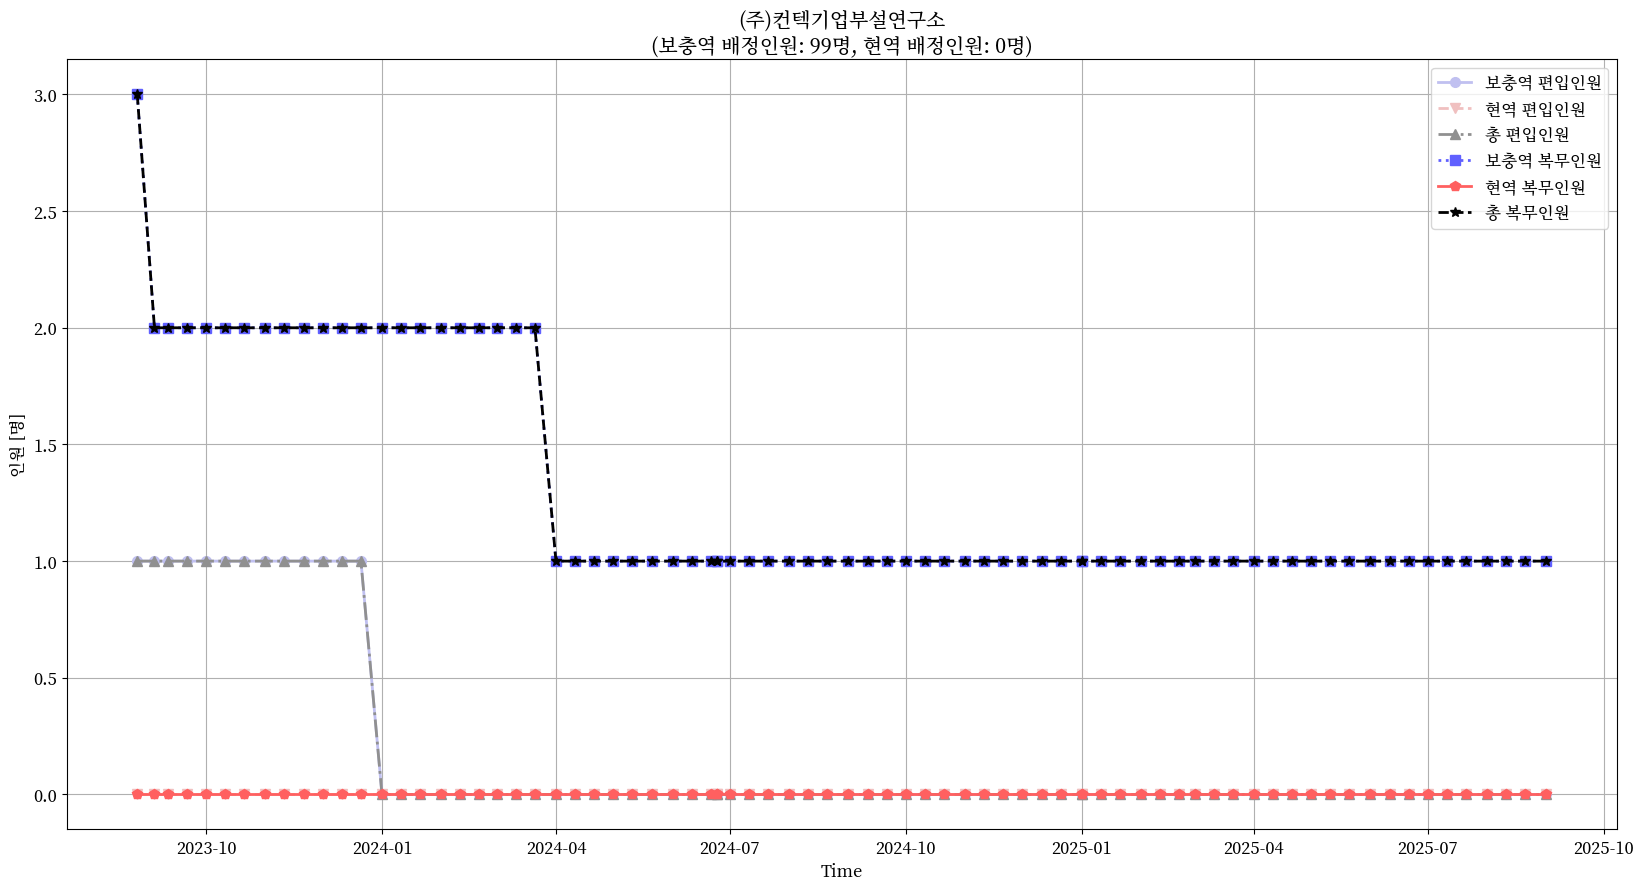 (주)컨텍기업부설연구소
(보충역 배정인원: 99명, 현역 배정인원: 0명)
보충역 편입인원
현역 편입인원
총 편입인원
보충역 복무인원
현역 복무인원
총 복무인원
3.0
2.5
2.0
1.5
1.0
0.5
0.0
인원 [명]
2023-10 2024-01 2024-04 2024-07 2024-10 2025-01 2025-04 2025-07 2025-10
Time